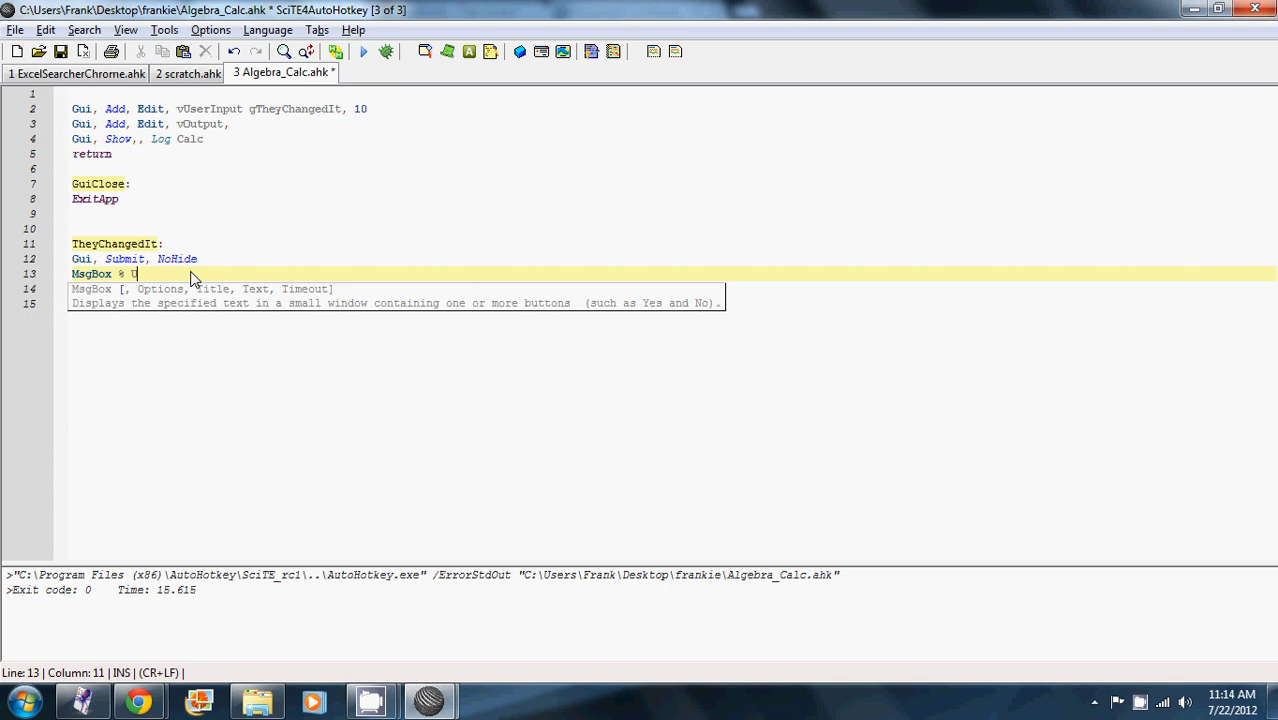 C:\Users\Frank\Desktop\frankie\Algebra_Calc.ahk * SciTE4AutoHotkey [3 of 3]
File Edit Search View Tools Options Language Tabs Help
1 ExcelSearcherChrome.ahk 2 scratch.ahk 3 Algebra_Calc.ahk *
1
2 Gui, Add, Edit, vUserInput gTheyChangedIt, 10
3 Gui, Add, Edit, vOutput,
4 Gui, Show,, Log Calc
5 return
6
7 GuiClose:
8 ExitApp
9
10
11 TheyChangedIt:
12 Gui, Submit, NoHide
13 MsgBox % U
14 MsgBox [, Options, Title, Text, Timeout]
15 Displays the specified text in a small window containing one or more buttons (such as Yes and No).
>"C:\Program Files (x86)\AutoHotkey\SciTE_rc1\..\AutoHotkey.exe" /ErrorStdOut "C:\Users\Frank\Desktop\frankie\Algebra_Calc.ahk"
>Exit code: 0 Time: 15.615
Line: 13 | Column: 11 | INS | (CR+LF) |
11:14 AM
7/22/2012